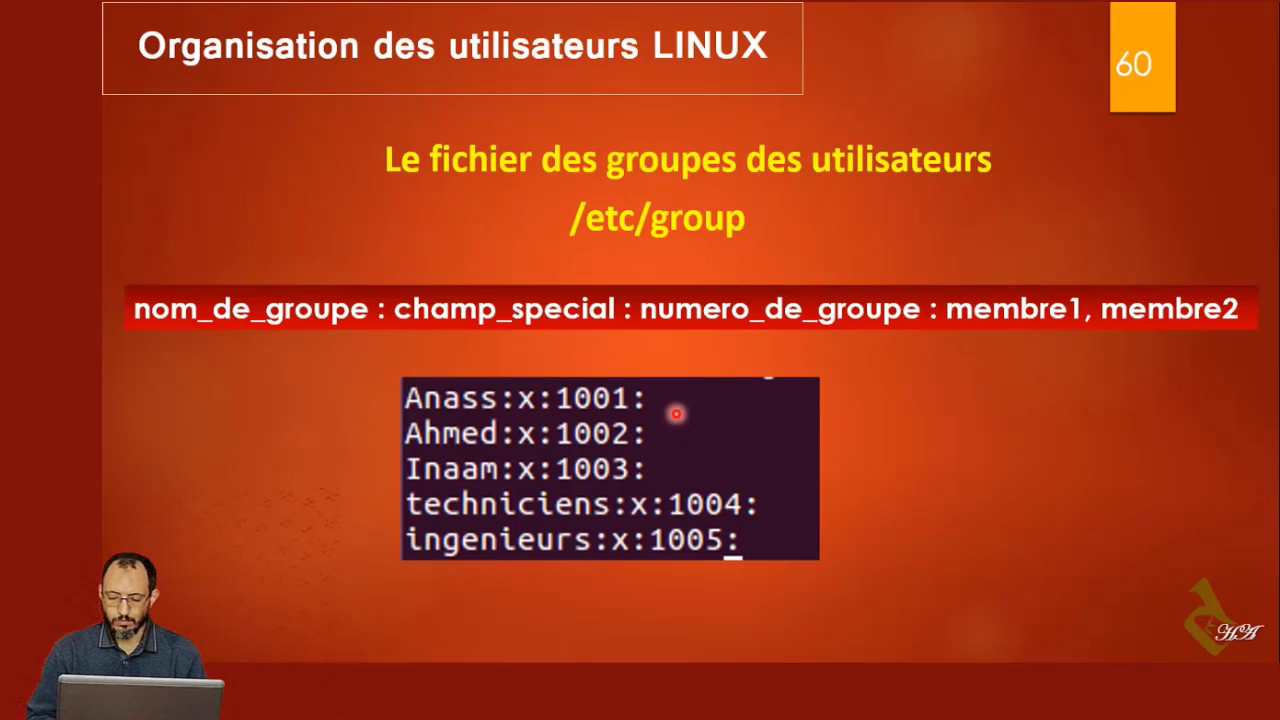 Organisation des utilisateurs LINUX
60
Le fichier des groupes des utilisateurs
/etc/group
nom_de_groupe : champ_special : numero_de_groupe : membre1, membre2
Anass:x:1001:
Ahmed:x:1002:
Inaam:x:1003:
techniciens:x:1004:
ingenieurs:x:1005:
HA